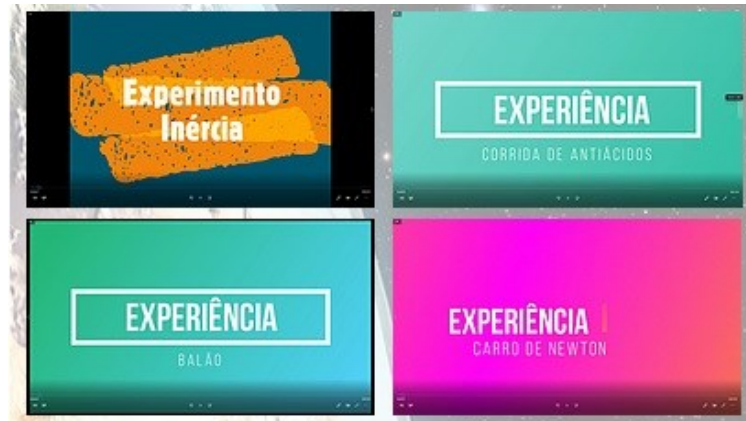 Experimento
Inércia
EXPERIÊNCIA
CORRIDA DE ANTIÁCIDOS
EXPERIÊNCIA
BALÃO
EXPERIÊNCIA
CARRO DE NEWTON